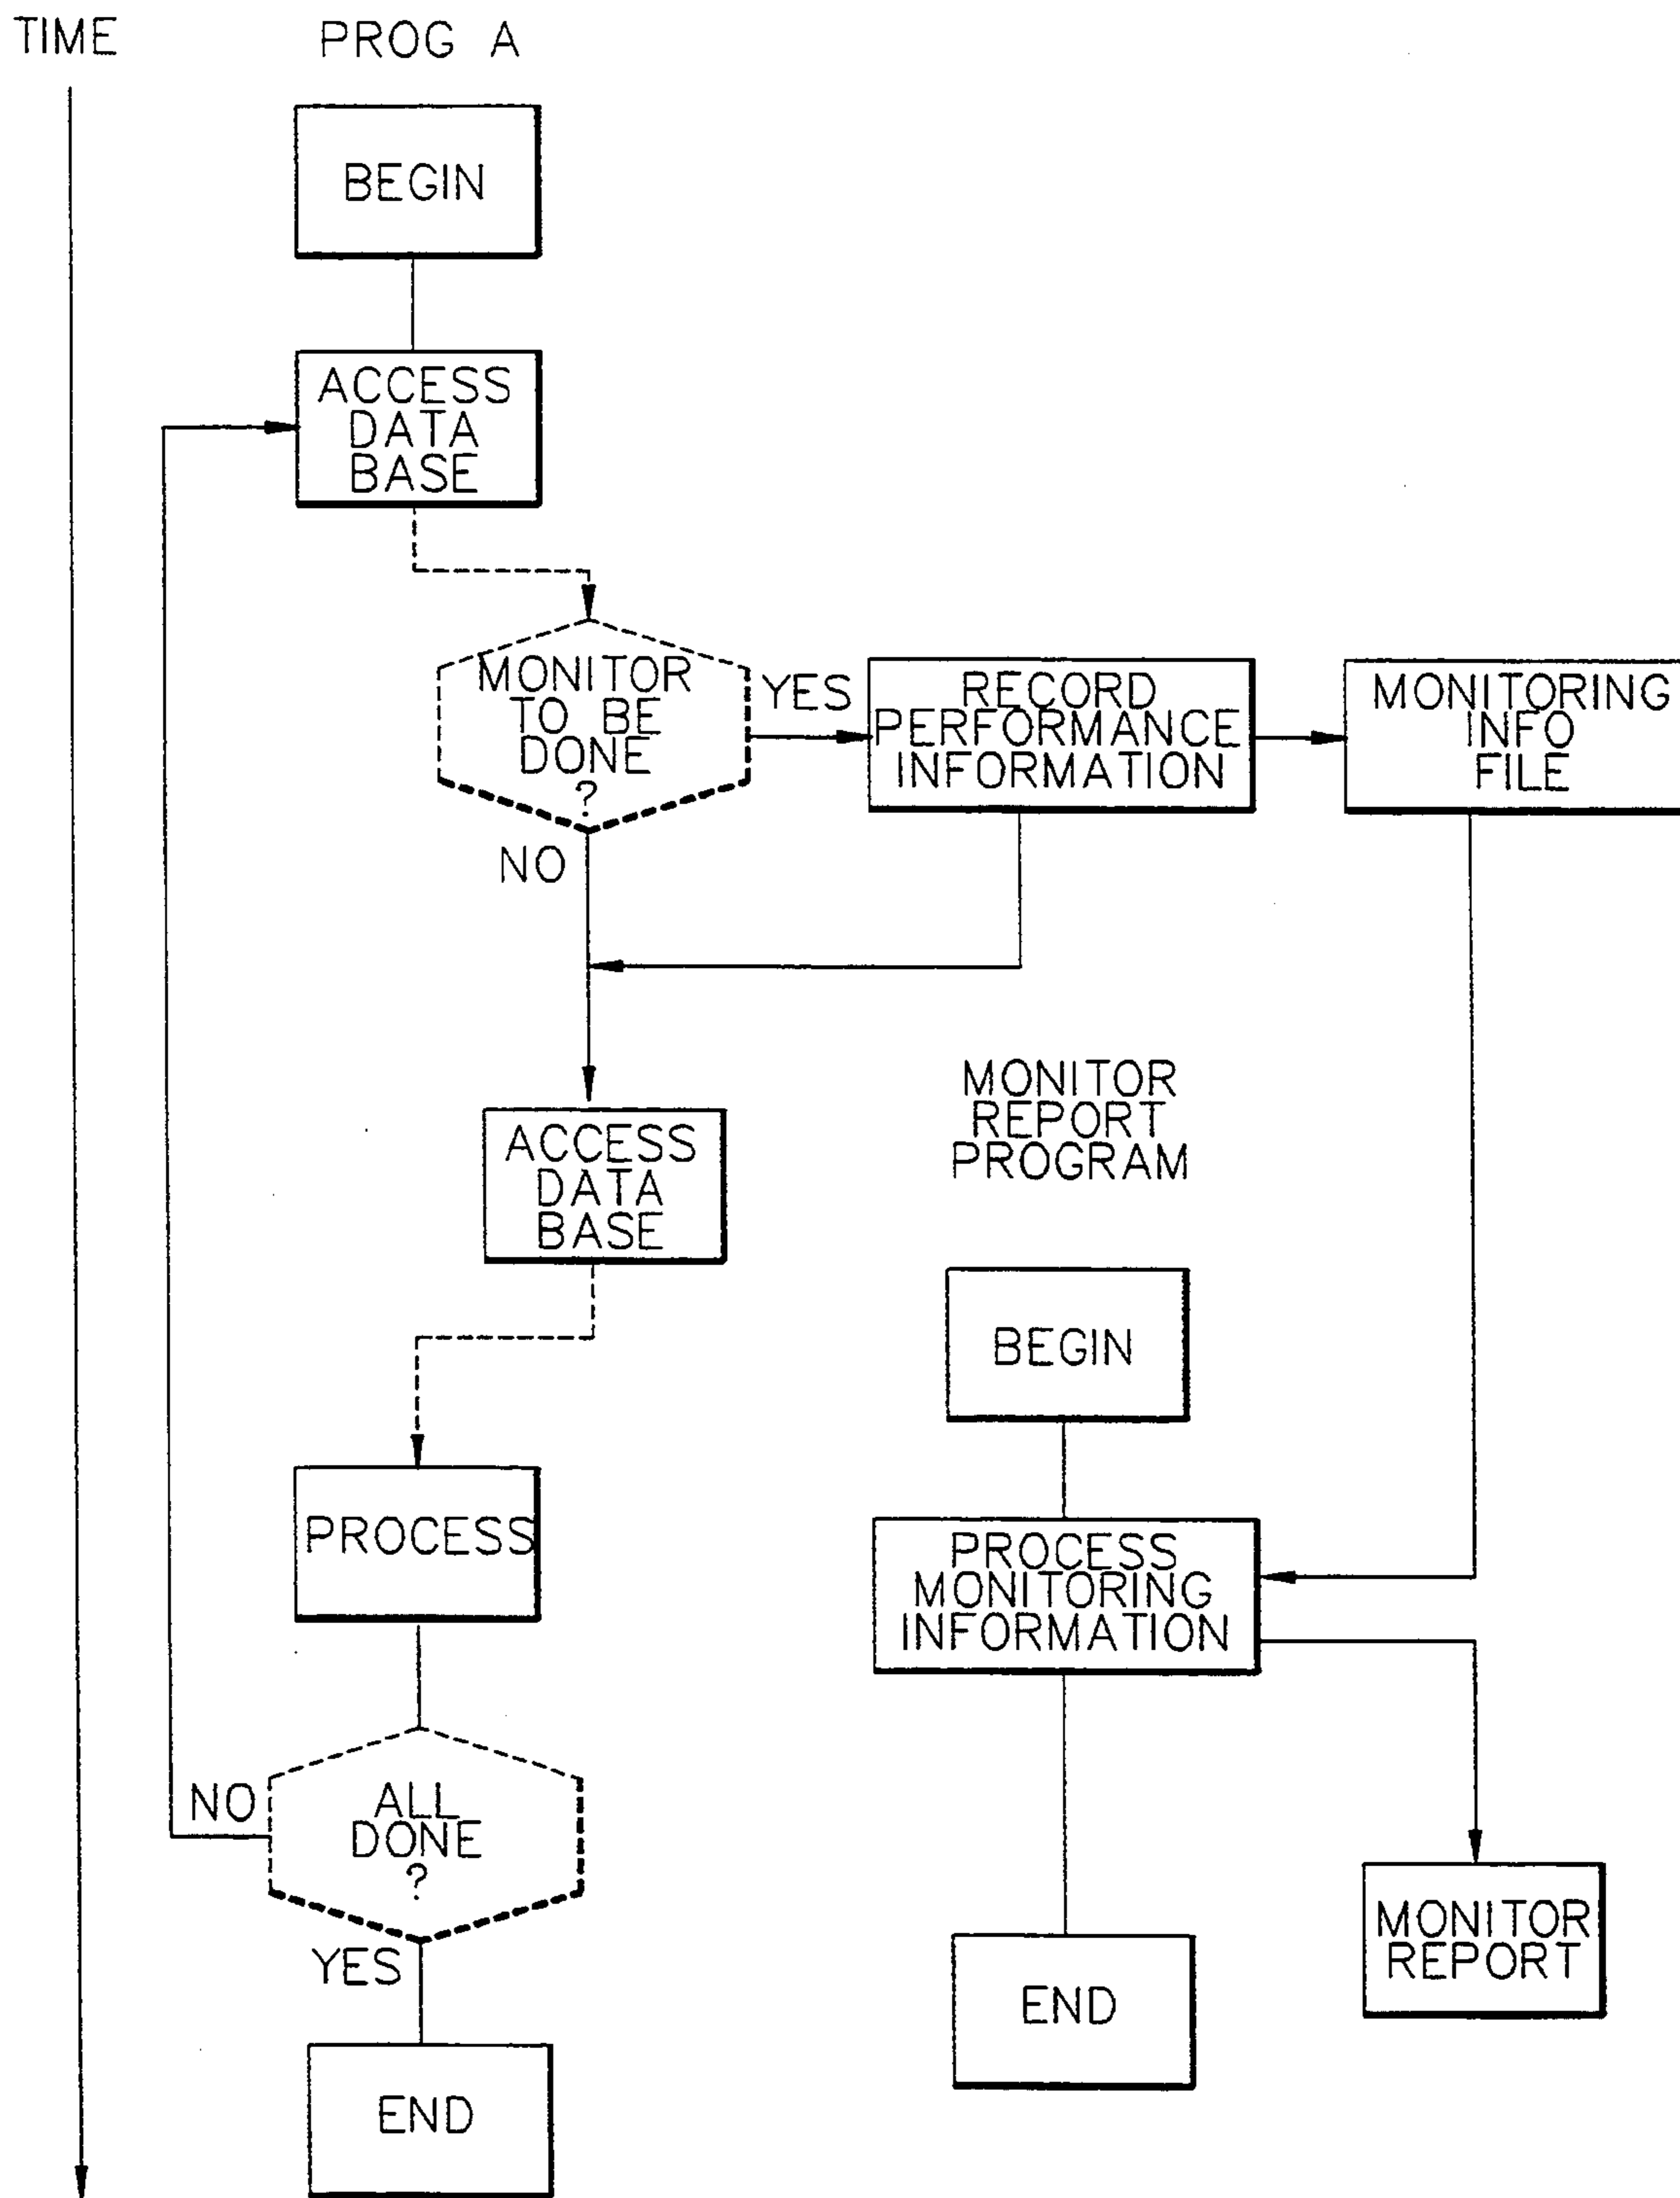 TIME
PROG A
BEGIN
ACCESS
DATA
BASE
MONITOR
TO BE
DONE
?
YES
RECORD
PERFORMANCE
INFORMATION
MONITORING
INFO
FILE
NO
ACCESS
DATA
BASE
MONITOR
REPORT
PROGRAM
BEGIN
PROCESS
PROCESS
MONITORING
INFORMATION
NO
ALL
DONE
?
YES
END
END
MONITOR
REPORT